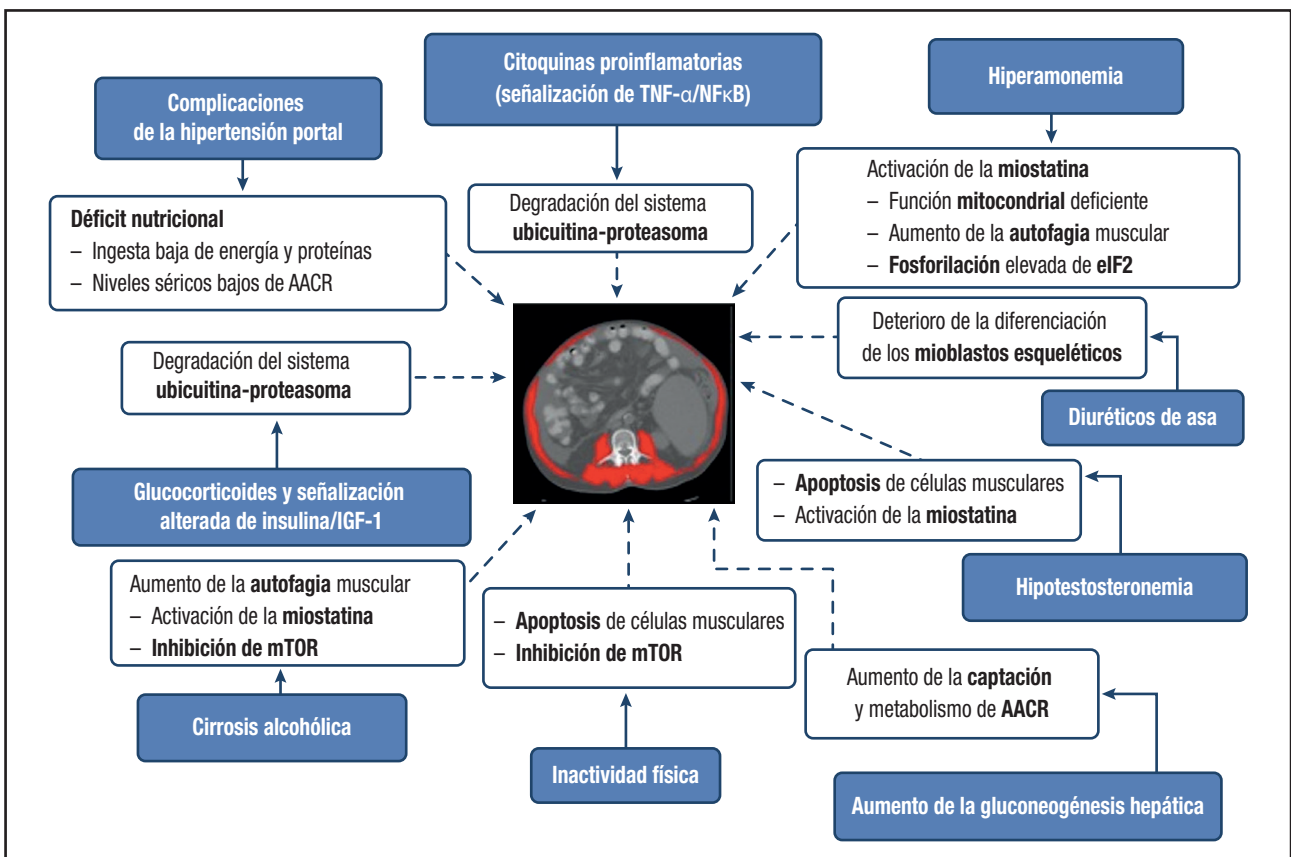 Complicaciones
de la hipertensión portal
Citoquinas proinflamatorias
(señalización de TNF-α/NFκB)
Hiperamonemia
Déficit nutricional
– Ingesta baja de energía y proteínas
– Niveles séricos bajos de AACR
Degradación del sistema
ubicuitina-proteasoma
Activación de la miostatina
– Función mitocondrial deficiente
– Aumento de la autofagia muscular
– Fosforilación elevada de eIF2
Degradación del sistema
ubicuitina-proteasoma
Deterioro de la diferenciación
de los mioblastos esqueléticos
Diuréticos de asa
Glucocorticoides y señalización
alterada de insulina/IGF-1
– Apoptosis de células musculares
– Activación de la miostatina
Hipotestosteronemia
Aumento de la autofagia muscular
– Activación de la miostatina
– Inhibición de mTOR
Cirrosis alcohólica
– Apoptosis de células musculares
– Inhibición de mTOR
Inactividad física
Aumento de la captación
y metabolismo de AACR
Aumento de la gluconeogénesis hepática